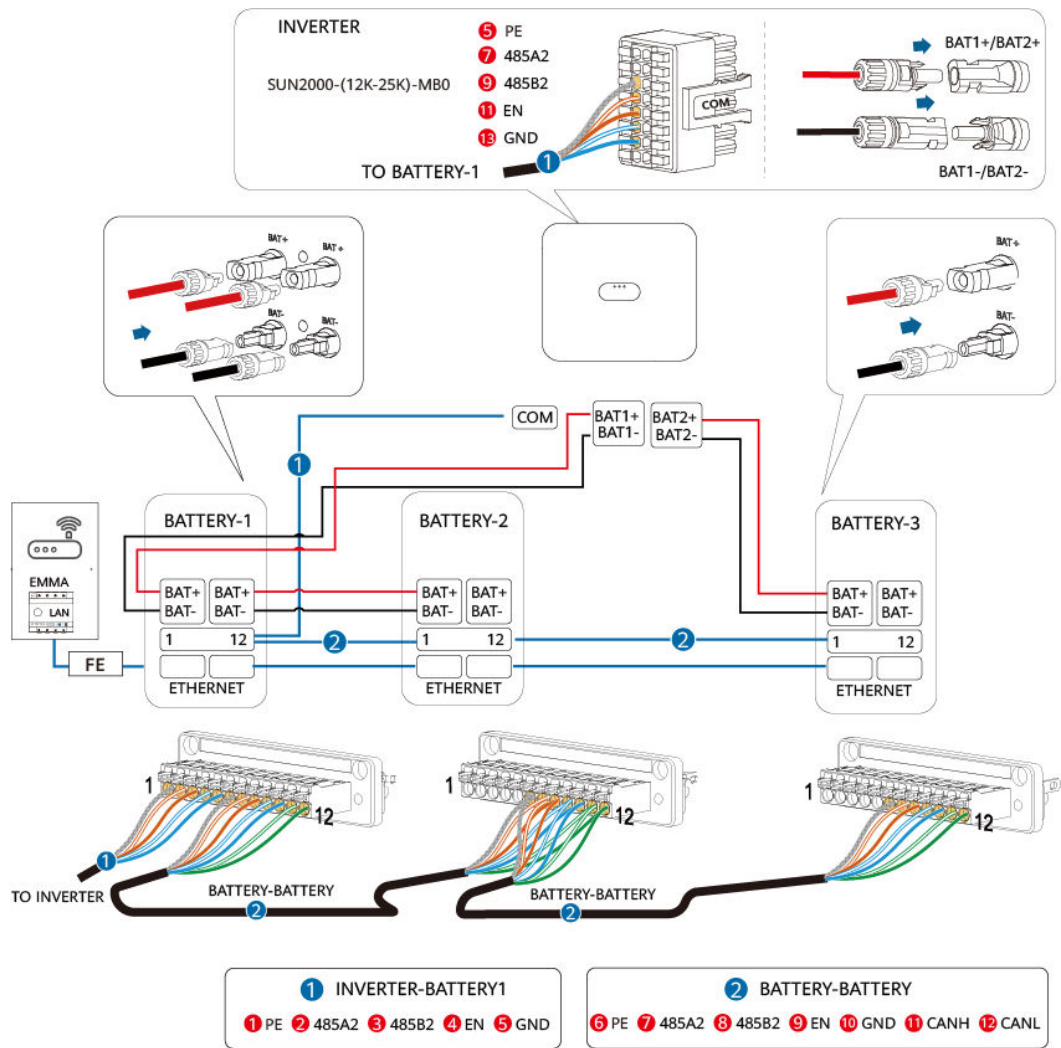 INVERTER
SUN2000-(12K-25K)-MB0
5 PE
7 485A2
9 485B2
11 EN
13 GND
COM
1
TO BATTERY-1
BAT1+/BAT2+
BAT1-/BAT2-
BAT+
BAT+
BAT-
BAT-
BAT+
BAT-
COM
BAT1+
BAT1-
BAT2+
BAT2-
1
BATTERY-1
BATTERY-2
BATTERY-3
EMMA
LAN
FE
BAT+ BAT+
BAT- BAT-
1 12
ETHERNET
2
BAT+ BAT+
BAT- BAT-
1 12
ETHERNET
2
BAT+ BAT+
BAT- BAT-
1 12
ETHERNET
1
12
1
12
1
12
1
TO INVERTER
BATTERY-BATTERY
2
BATTERY-BATTERY
2
1 INVERTER-BATTERY1
1 PE 2 485A2 3 485B2 4 EN 5 GND
2 BATTERY-BATTERY
6 PE 7 485A2 8 485B2 9 EN 10 GND 11 CANH 12 CANL